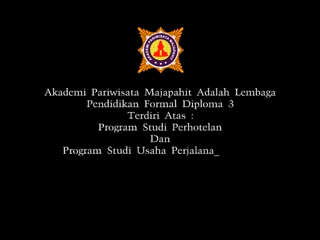 Akademi Pariwisata Majapahit Adalah Lembaga
Pendidikan Formal Diploma 3
Terdiri Atas :
Program Studi Perhotelan
Dan
Program Studi Usaha Perjalana_